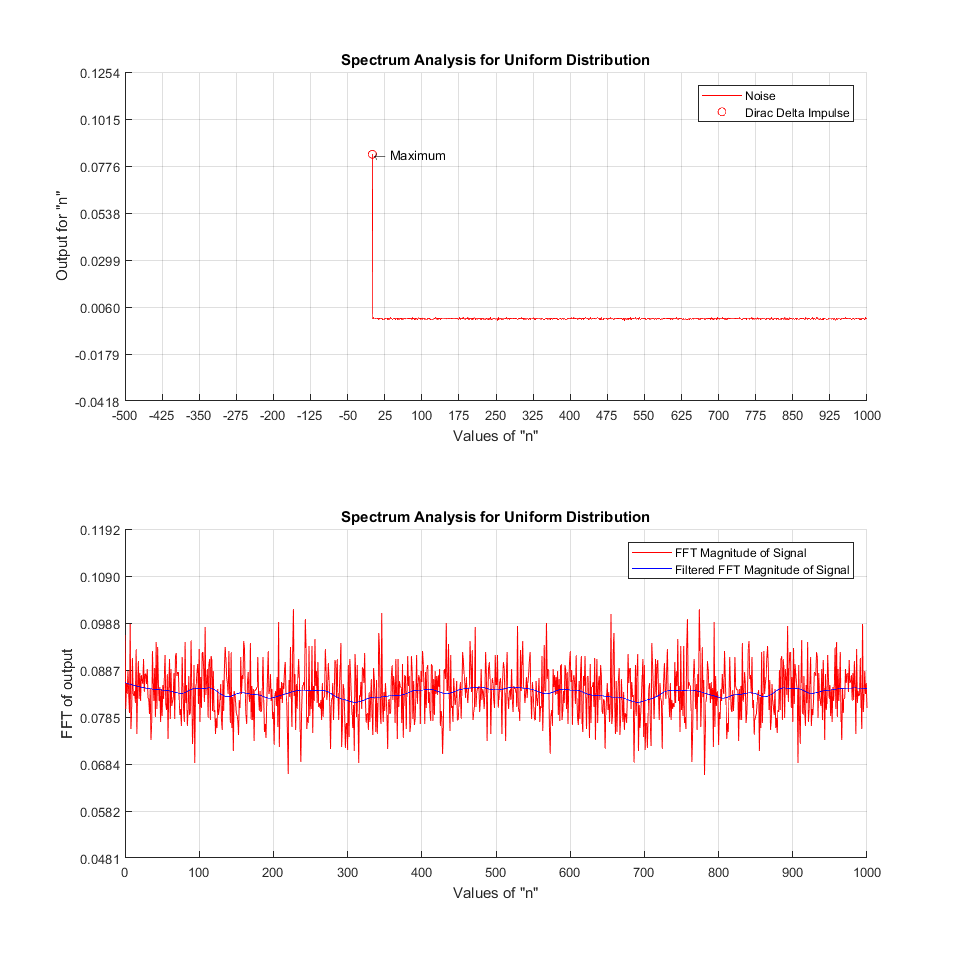 Spectrum Analysis for Uniform Distribution
0.1254
0.1015
0.0776
0.0538
0.0299
0.0060
-0.0179
-0.0418
Output for "n"
Noise
Dirac Delta Impulse
Maximum
-500 -425 -350 -275 -200 -125 -50 25 100 175 250 325 400 475 550 625 700 775 850 925 1000
Values of "n"
Spectrum Analysis for Uniform Distribution
0.1192
0.1090
0.0988
0.0887
0.0785
0.0684
0.0582
0.0481
FFT of output
FFT Magnitude of Signal
Filtered FFT Magnitude of Signal
0 100 200 300 400 500 600 700 800 900 1000
Values of "n"